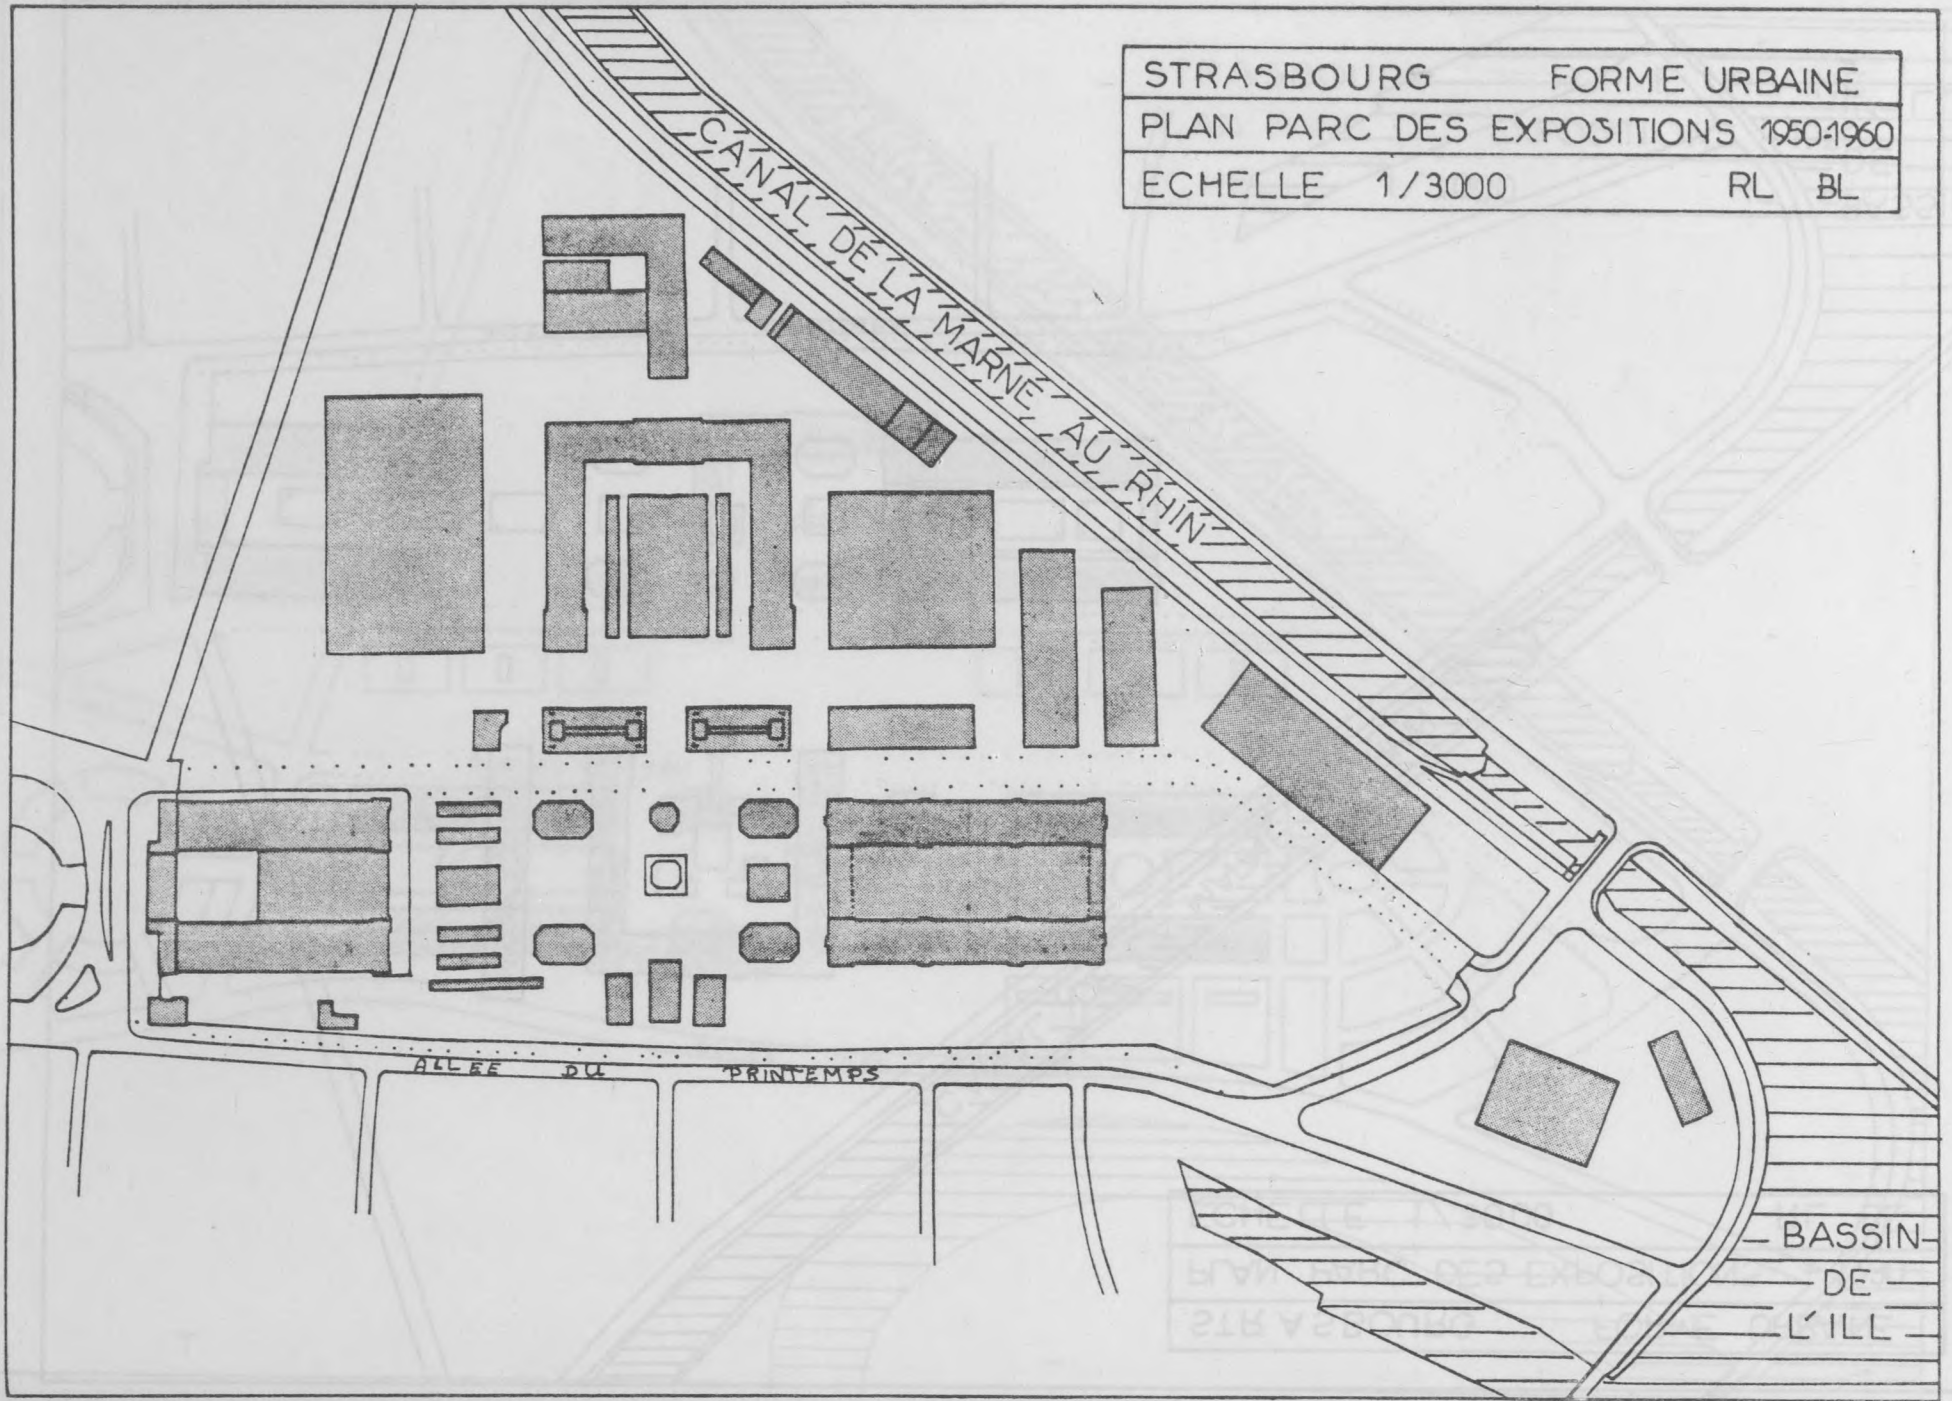 STRASBOURG FORME URBAINE
PLAN PARC DES EXPOSITIONS 1950-1960
ECHELLE 1/3000 RL BL
CANAL DE LA MARNE AU RHIN
ALLEE DU PRINTEMPS
BASSIN
DE
L'ILL